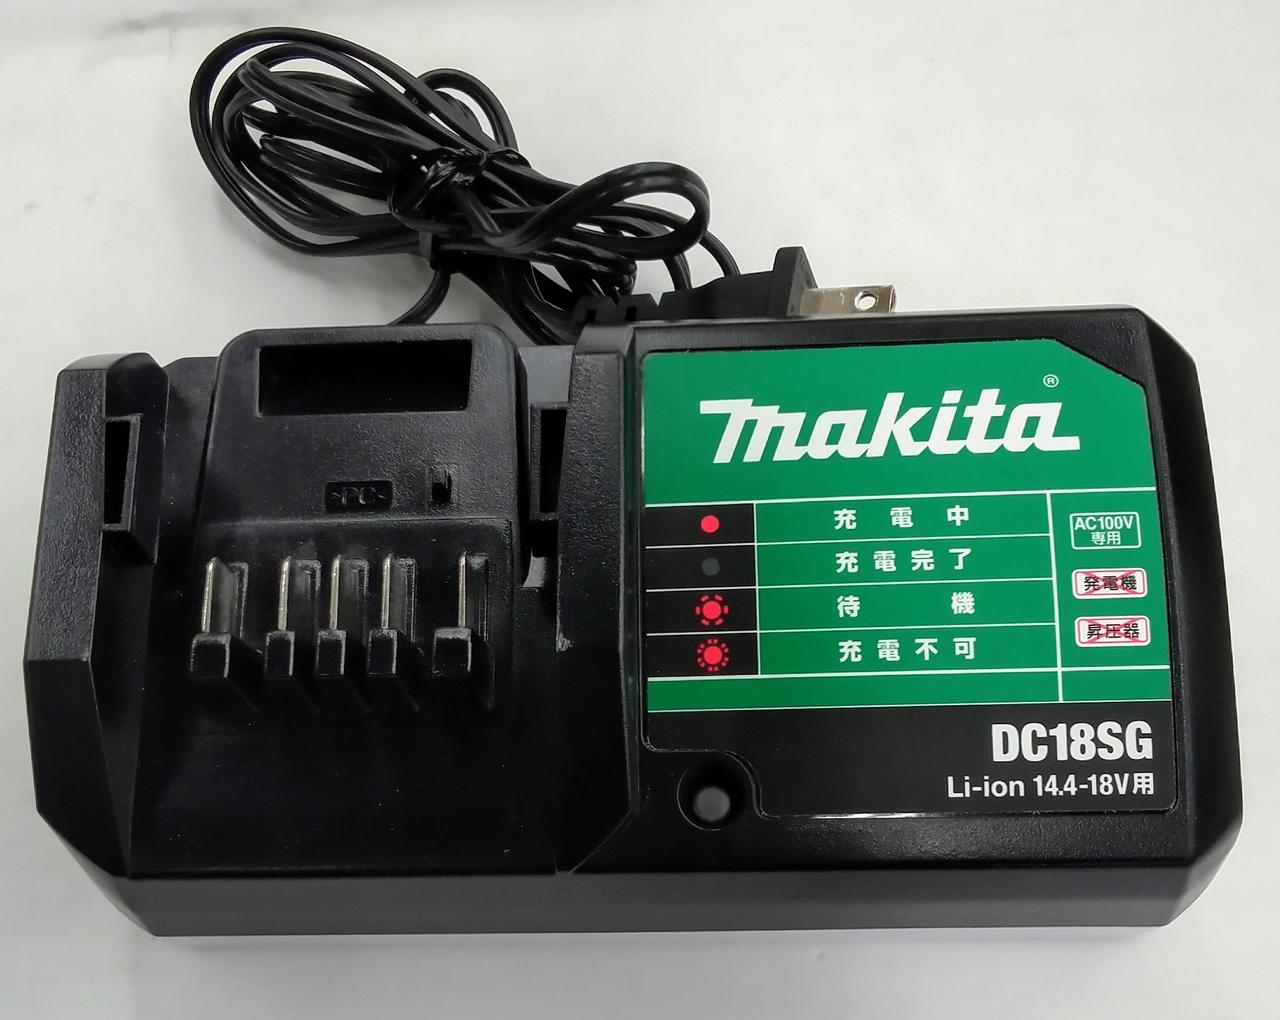 makita®
充電中
充電完了
待機
充電不可
AC100V
専用
発電機
昇圧器
DC18SG
Li-ion 14.4-18V用
>PC<